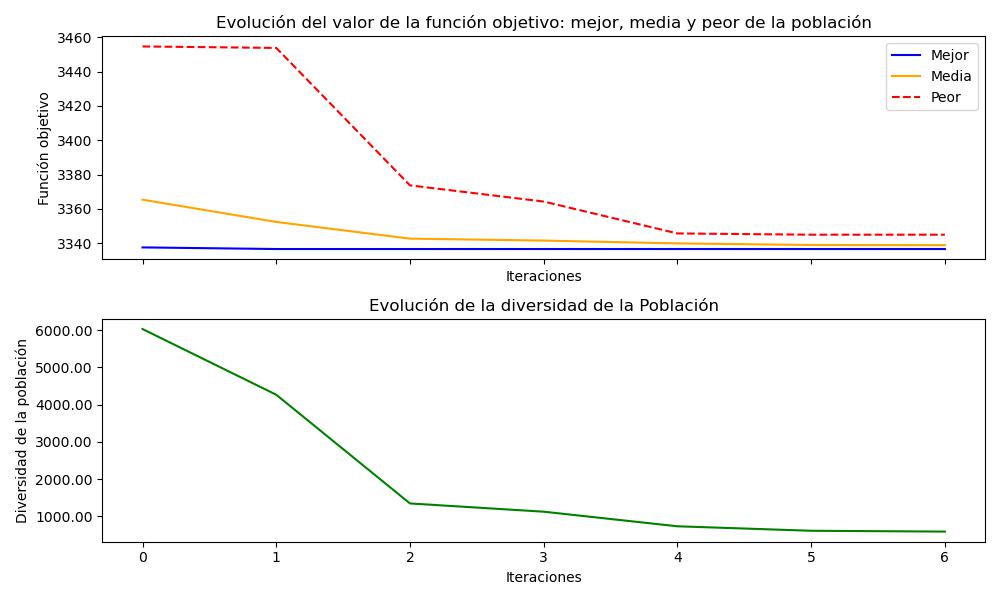 Evolución del valor de la función objetivo: mejor, media y peor de la población
3460
3440
3420
3400
3380
3360
3340
Función objetivo
Mejor
Media
Peor
Iteraciones
Evolución de la diversidad de la Población
6000.00
5000.00
4000.00
3000.00
2000.00
1000.00
Diversidad de la población
0 1 2 3 4 5 6
Iteraciones